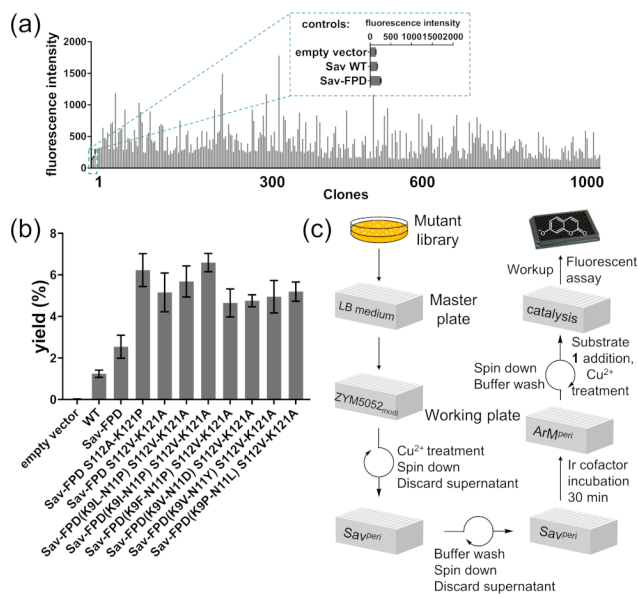 (a)
controls:
fluorescence intensity
0 500 1000 1500 2000
empty vector
Sav WT
Sav-FPD
fluorescence intensity
2000
1500
1000
500
0
1
300
600
1000
Clones
(b)
yield (%)
8
6
4
2
0
empty vector
WT
Sav-FPD
Sav-FPD S112A-K121P
Sav-FPD S112V-K121A
Sav-FPD(K9L-N11P) S112V-K121A
Sav-FPD(K9I-N11P) S112V-K121A
Sav-FPD(K9F-N11P) S112V-K121A
Sav-FPD(K9V-N11D) S112V-K121A
Sav-FPD(K9V-N11Y) S112V-K121A
Sav-FPD(K9P-N11L) S112V-K121A
(c)
Mutant
library
LB medium
Master
plate
ZYM5052modi
Working plate
Cu2+ treatment
Spin down
Discard supernatant
Savperi
Buffer wash
Spin down
Discard supernatant
Savperi
Ir cofactor
incubation
30 min
ArMperi
Spin down
Buffer wash
Substrate
1 addition,
Cu2+
treatment
catalysis
Workup
Fluorescent
assay